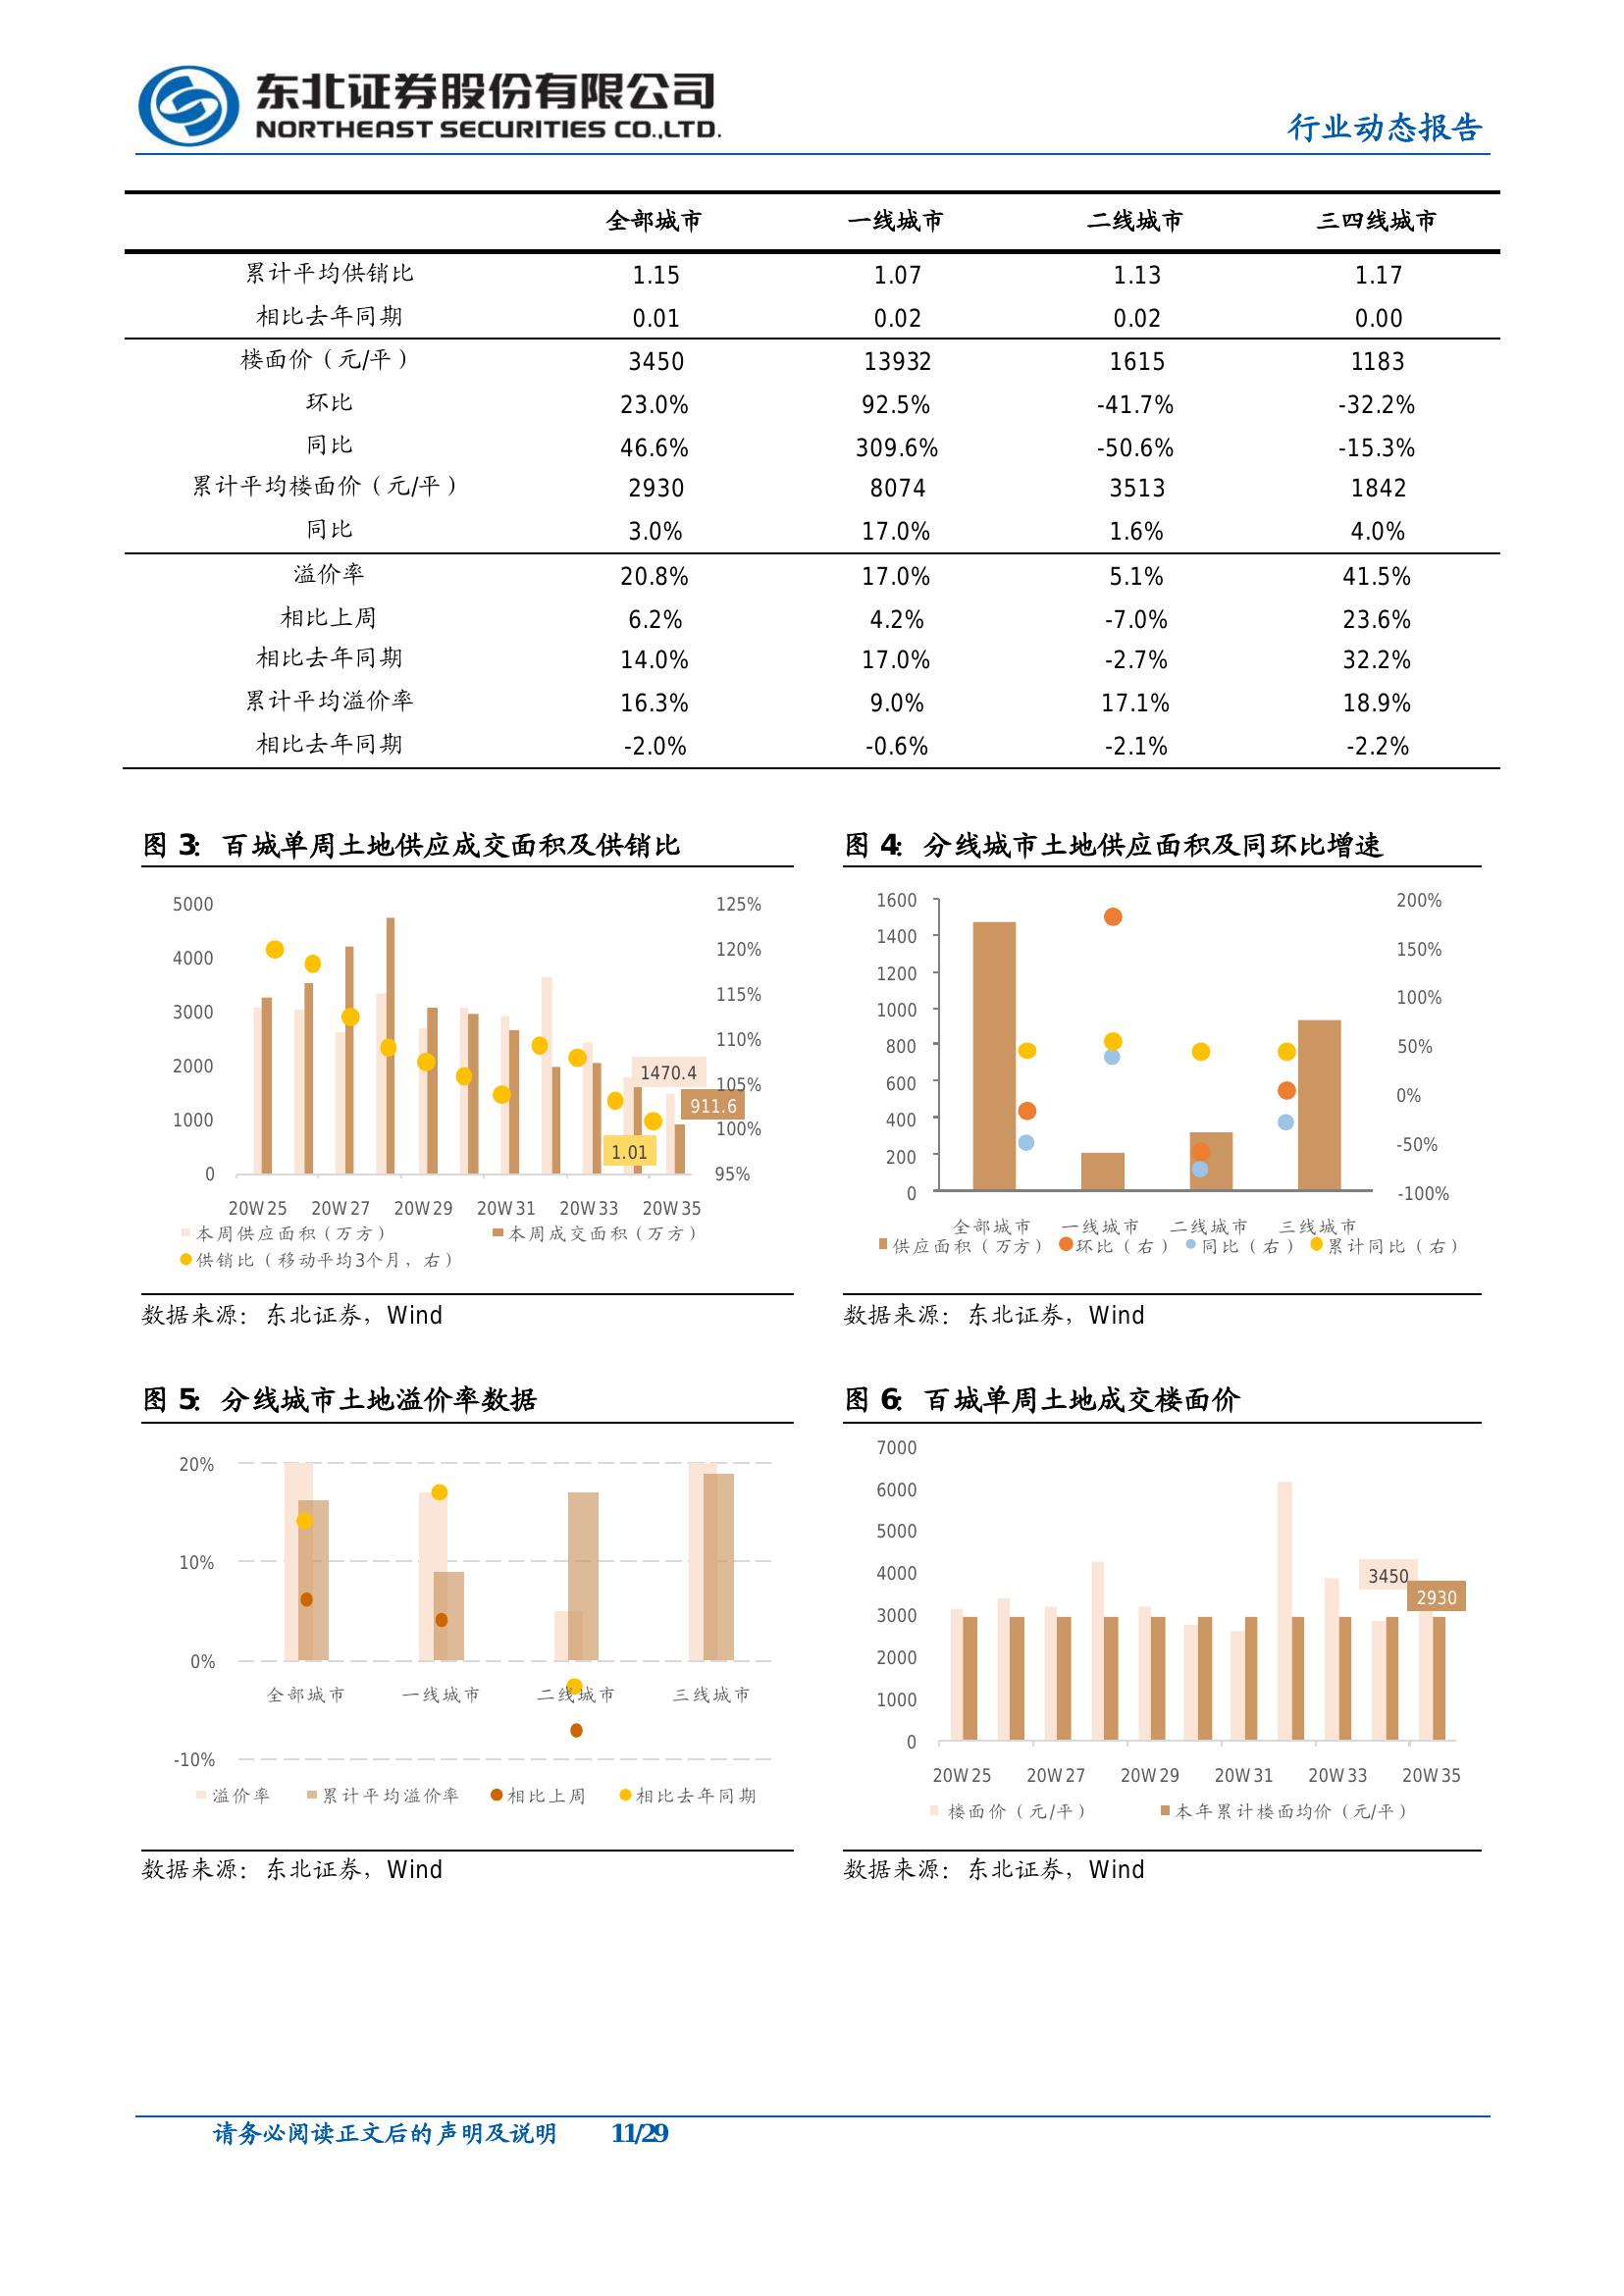 东北证券股份有限公司
NORTHEAST SECURITIES CO.,LTD.
行业动态报告
全部城市 一线城市 二线城市 三四线城市
累计平均供销比 1.15 1.07 1.13 1.17
相比去年同期 0.01 0.02 0.02 0.00
楼面价（元/平） 3450 13932 1615 1183
环比 23.0% 92.5% -41.7% -32.2%
同比 46.6% 309.6% -50.6% -15.3%
累计平均楼面价（元/平） 2930 8074 3513 1842
同比 3.0% 17.0% 1.6% 4.0%
溢价率 20.8% 17.0% 5.1% 41.5%
相比上周 6.2% 4.2% -7.0% 23.6%
相比去年同期 14.0% 17.0% -2.7% 32.2%
累计平均溢价率 16.3% 9.0% 17.1% 18.9%
相比去年同期 -2.0% -0.6% -2.1% -2.2%
图 3：百城单周土地供应成交面积及供销比
5000
4000
3000
2000
1000
0
125%
120%
115%
110%
105%
100%
95%
1470.4
911.6
1.01
20W25 20W27 20W29 20W31 20W33 20W35
本周供应面积（万方） 本周成交面积（万方）
供销比（移动平均3个月，右）
数据来源：东北证券，Wind
图 4：分线城市土地供应面积及同环比增速
1600
1400
1200
1000
800
600
400
200
0
200%
150%
100%
50%
0%
-50%
-100%
全部城市 一线城市 二线城市 三线城市
供应面积（万方） 环比（右） 同比（右） 累计同比（右）
数据来源：东北证券，Wind
图 5：分线城市土地溢价率数据
20%
10%
0%
-10%
全部城市 一线城市 二线城市 三线城市
溢价率 累计平均溢价率 相比上周 相比去年同期
数据来源：东北证券，Wind
图 6：百城单周土地成交楼面价
7000
6000
5000
4000
3000
2000
1000
0
3450
2930
20W25 20W27 20W29 20W31 20W33 20W35
楼面价（元/平） 本年累计楼面均价（元/平）
数据来源：东北证券，Wind
请务必阅读正文后的声明及说明 11/29